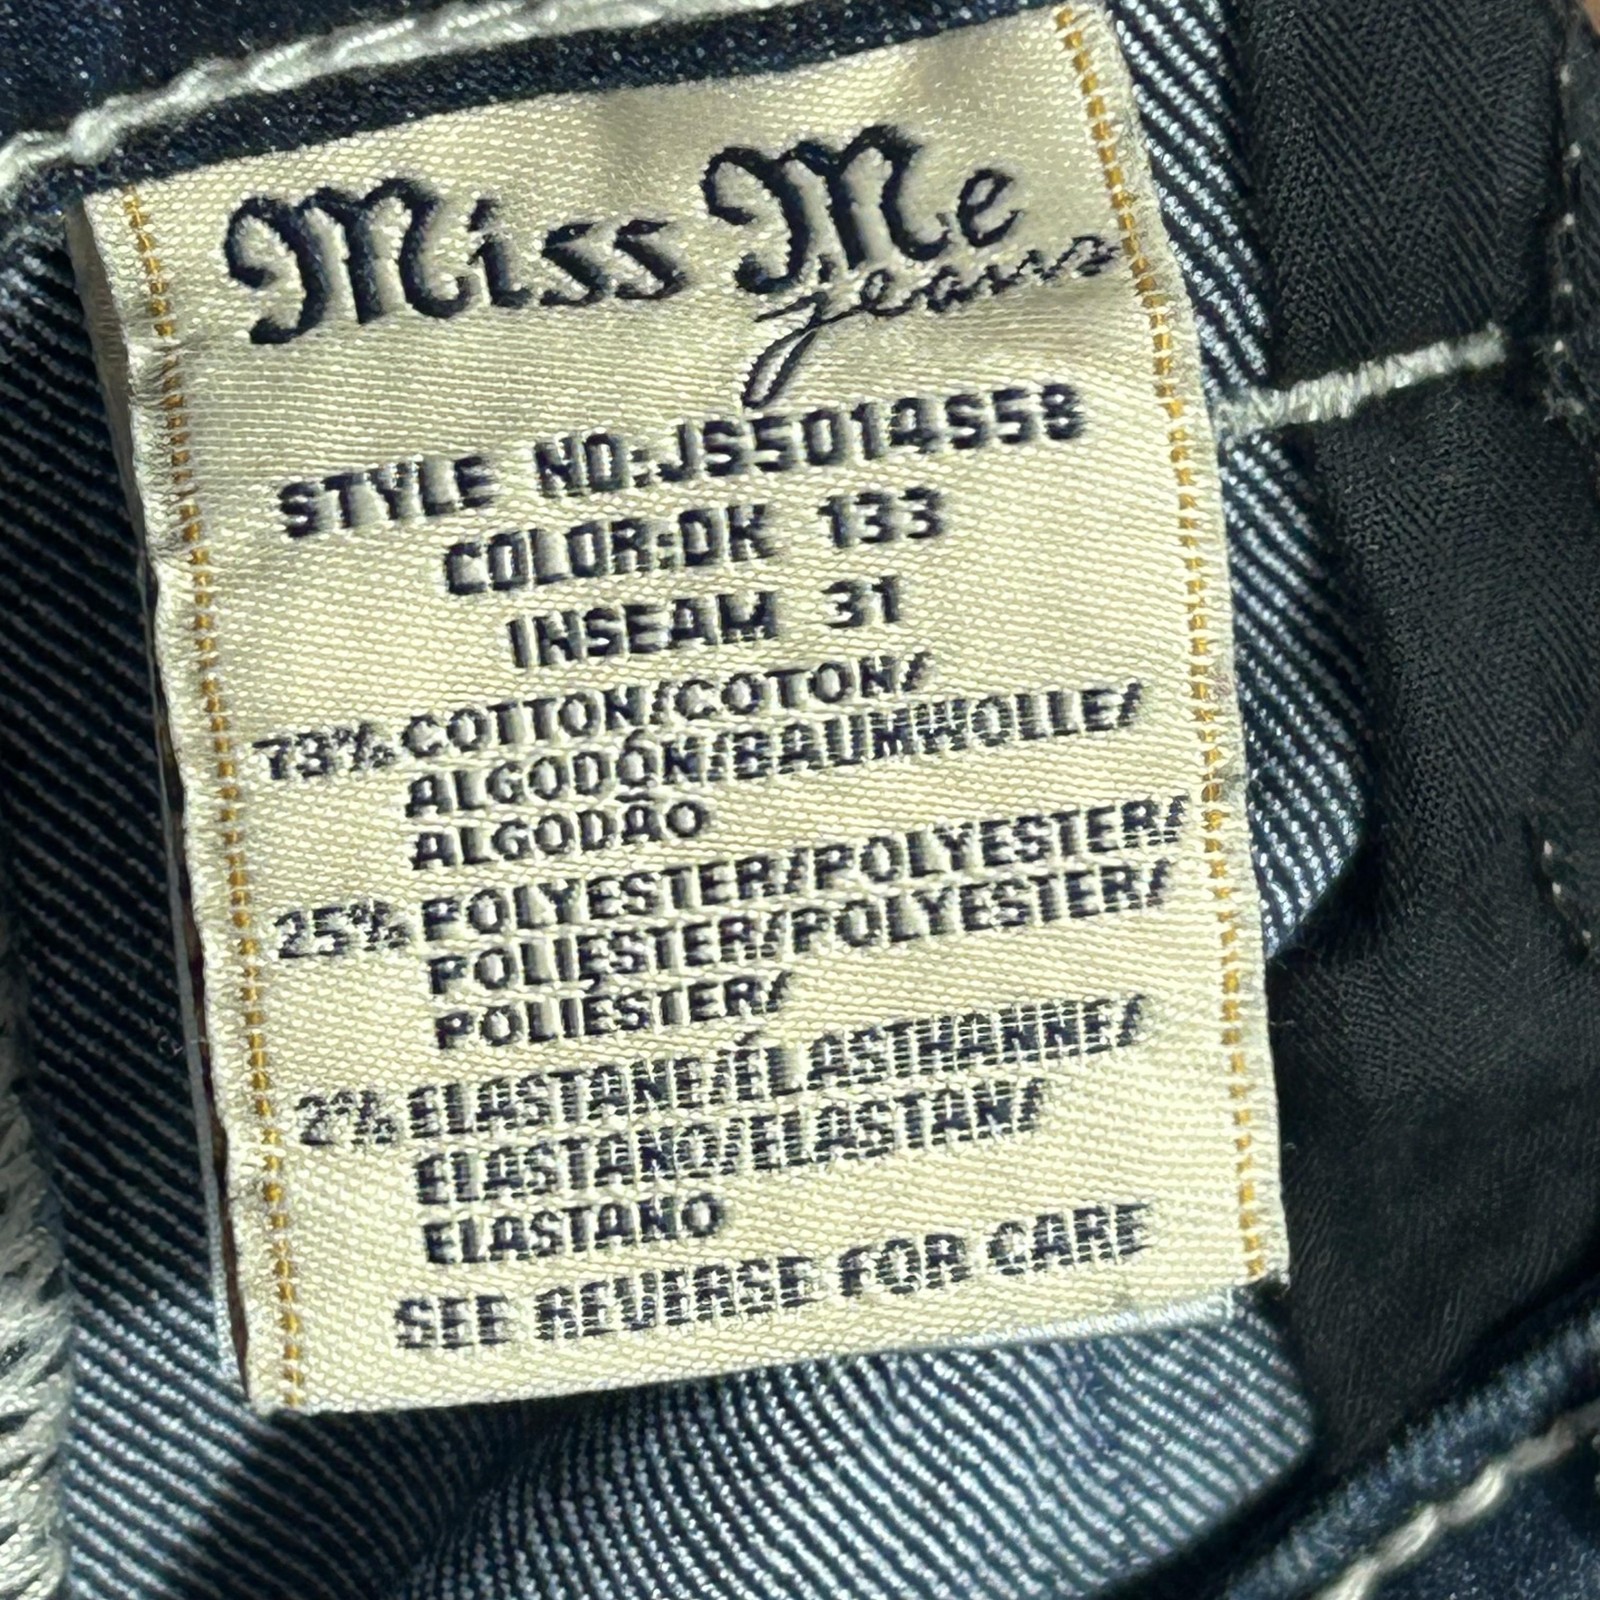 Miss Me
jeans
STYLE NO:JS5014S58
COLOR:DK 133
INSEAM 31
73% COTTON/COTON/
ALGODÓN/BAUMWOLLE/
ALGODÃO
25% POLYESTER/POLYESTER/
POLIÉSTER/POLYESTER/
POLIÉSTER/
2% ELASTANE/ÉLASTHANNE/
ELASTANO/ELASTAN/
ELASTANO
SEE REVERSE FOR CARE